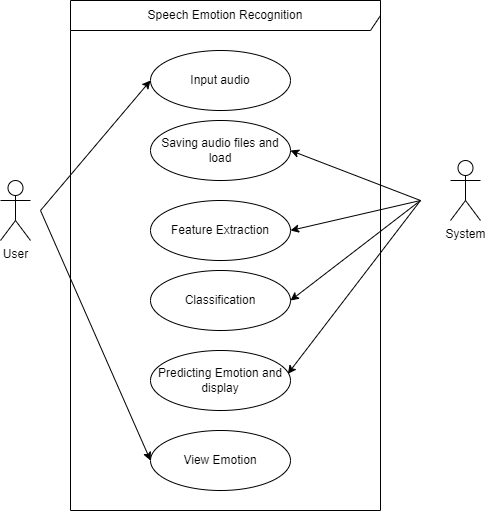 Speech Emotion Recognition
Input audio
Saving audio files and
load
Feature Extraction
Classification
Predicting Emotion and
display
View Emotion
User
System